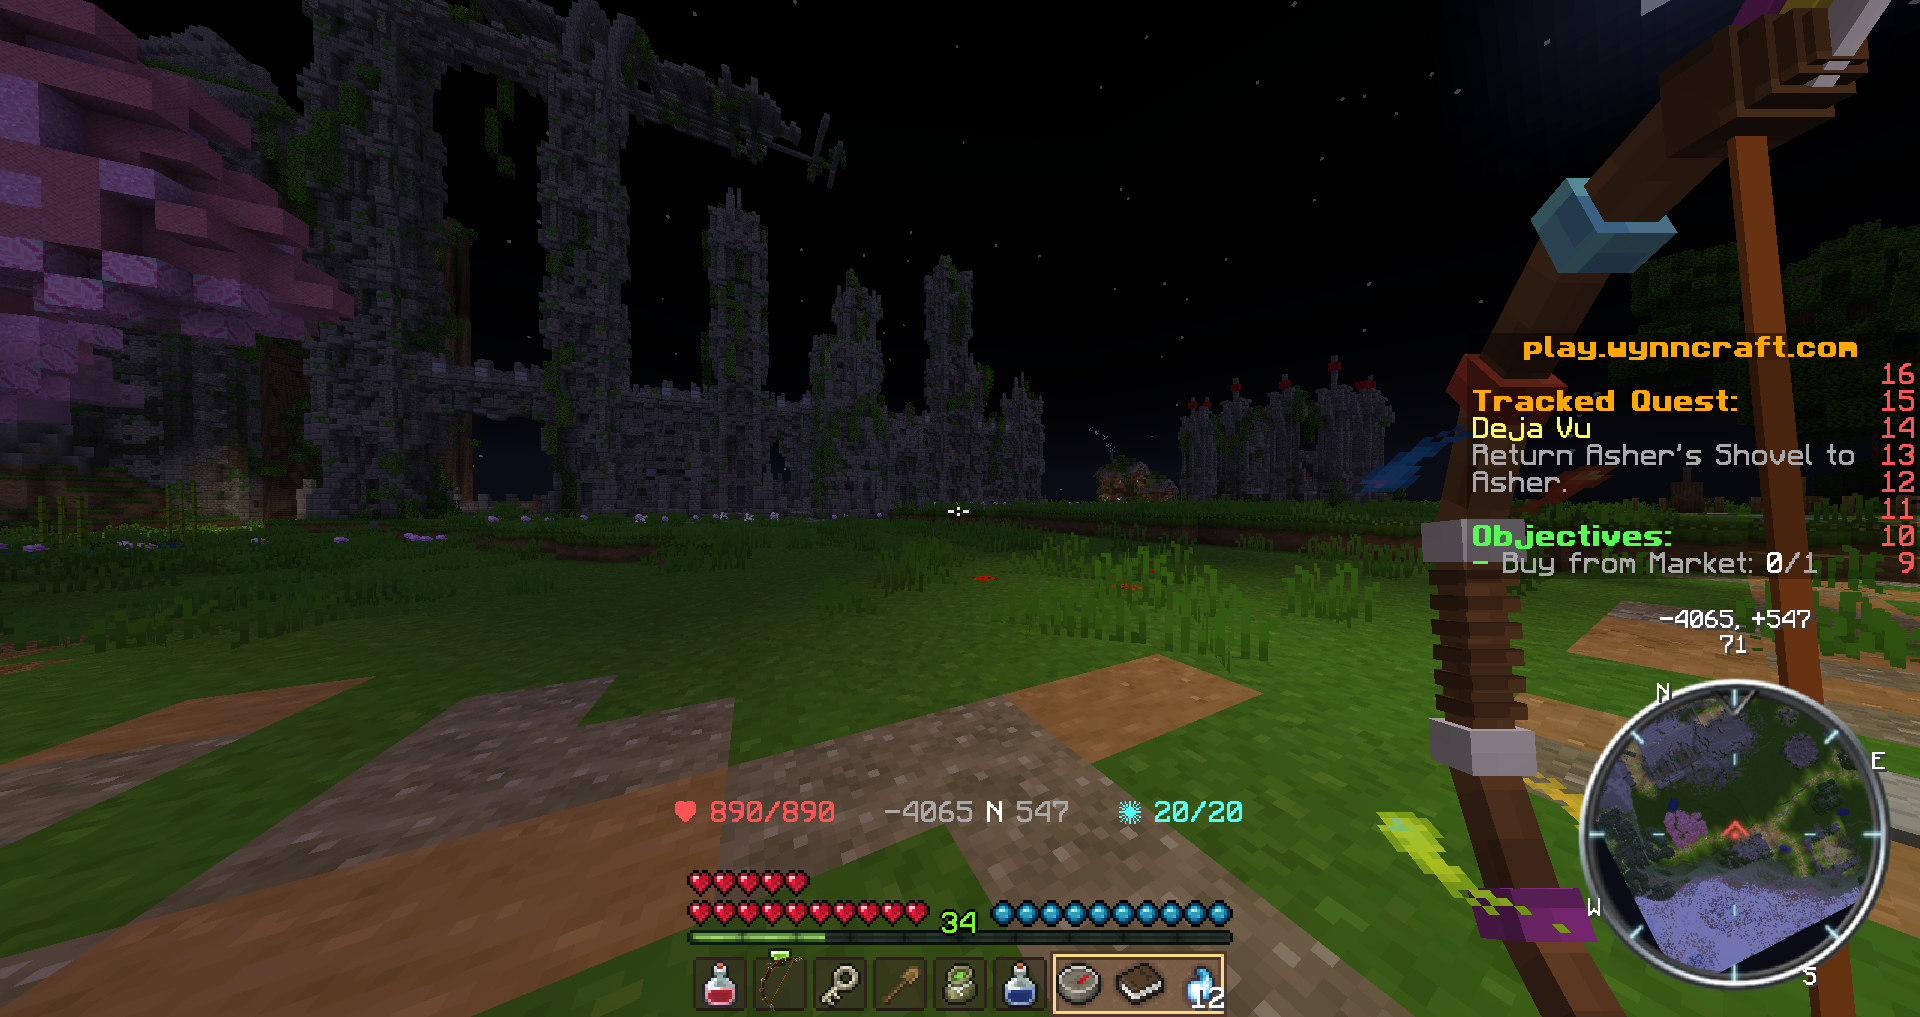 play.wynncraft.com
16
Tracked Quest: 15
Deja Vu 14
Return Asher's Shovel to 13
Asher. 12
11
Objectives: 10
- Buy from Market: 0/1 9
-4065, +547
71
N
E
W
S
890/890 -4065 N 547 20/20
34
12